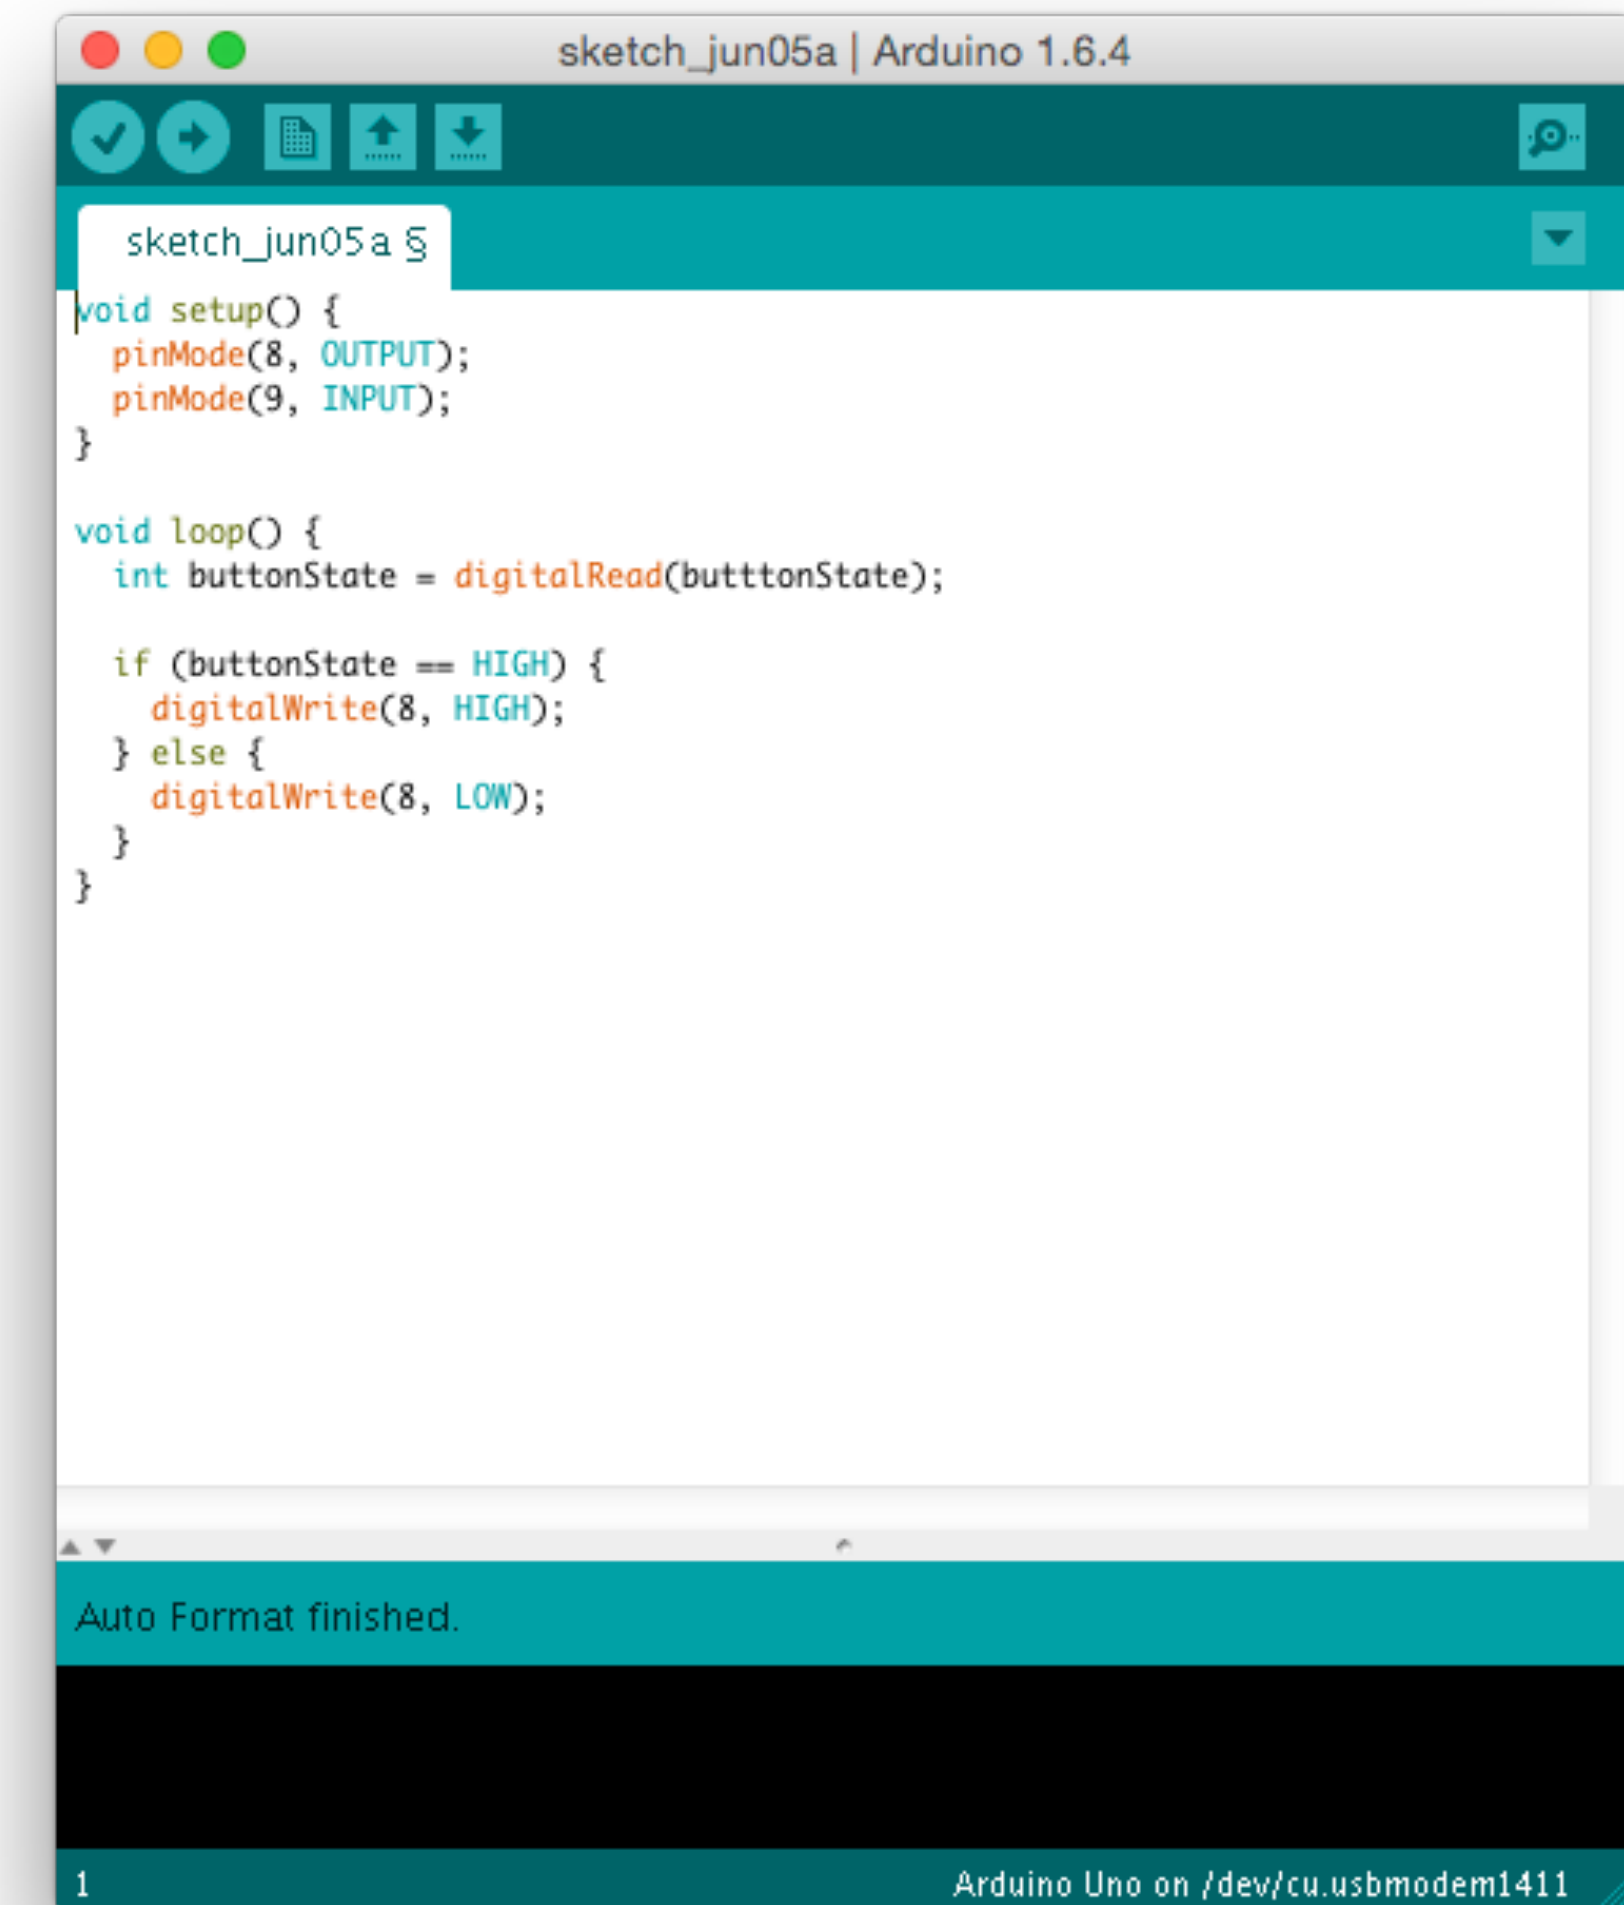 sketch_jun05a | Arduino 1.6.4
sketch_jun05a §
void setup() {
  pinMode(8, OUTPUT);
  pinMode(9, INPUT);
}
void loop() {
  int buttonState = digitalRead(butttonState);
  if (buttonState == HIGH) {
    digitalWrite(8, HIGH);
  } else {
    digitalWrite(8, LOW);
  }
}
Auto Format finished.
1
Arduino Uno on /dev/cu.usbmodem1411